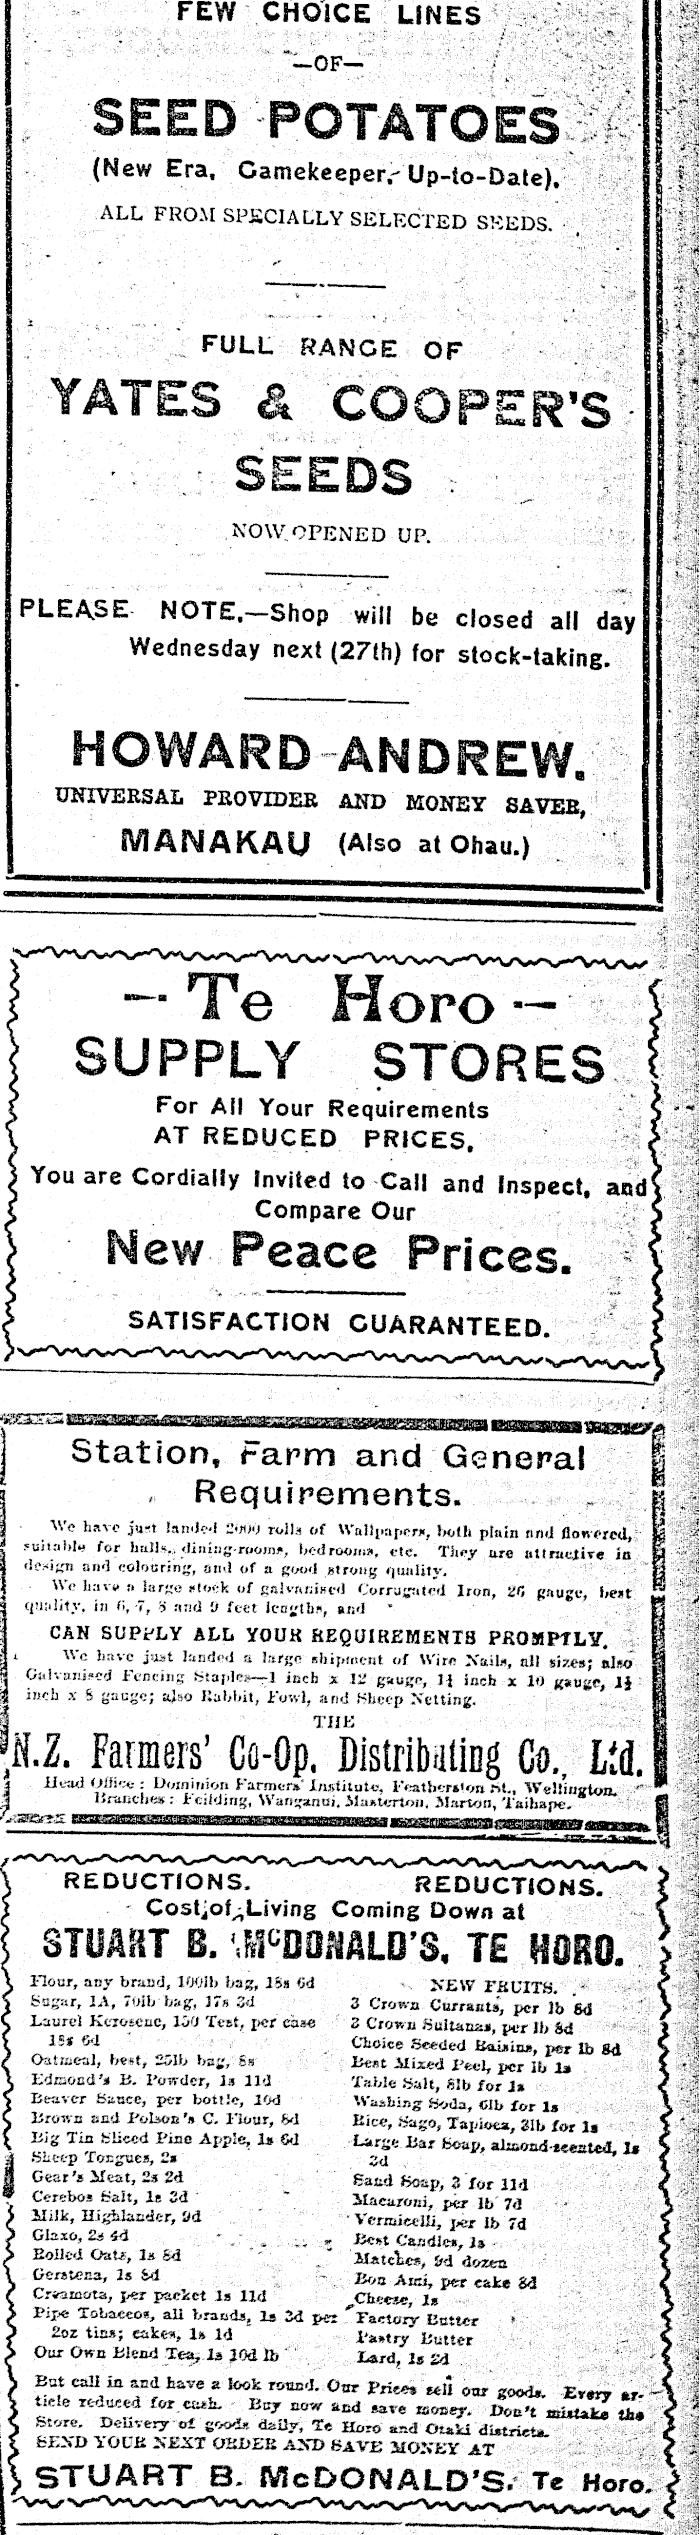 FEW CHOICE LINES
—OF—
SEED POTATOES
(New Era, Gamekeeper, Up-to-Date).
ALL FROM SPECIALLY SELECTED SEEDS.
FULL RANGE OF
YATES & COOPER'S
SEEDS
NOW OPENED UP.
PLEASE NOTE.—Shop will be closed all day
Wednesday next (27th) for stock-taking.
HOWARD ANDREW.
UNIVERSAL PROVIDER AND MONEY SAVER,
MANAKAU (Also at Ohau.)
— Te Horo —
SUPPLY STORES
For All Your Requirements
AT REDUCED PRICES.
You are Cordially Invited to Call and Inspect, and
Compare Our
New Peace Prices.
SATISFACTION GUARANTEED.
Station, Farm and General
Requirements.
We have just landed 2000 rolls of Wallpapers, both plain and flowered,
suitable for halls, dining-rooms, bedrooms, etc. They are attractive in
design and colouring, and of a good strong quality.
We have a large stock of galvanised Corrugated Iron, 26 gauge, best
quality, in 6, 7, 8 and 9 feet lengths, and
CAN SUPPLY ALL YOUR REQUIREMENTS PROMPTLY.
We have just landed a large shipment of Wire Nails, all sizes; also
Galvanised Fencing Staples—1 inch x 12 gauge, 1¼ inch x 10 gauge, 1½
inch x 8 gauge; also Rabbit, Fowl, and Sheep Netting.
THE
N.Z. Farmers' Co-Op. Distributing Co., Ltd.
Head Office: Dominion Farmers' Institute, Featherston St., Wellington.
Branches: Feilding, Wanganui, Masterton, Marton, Taihape.
REDUCTIONS. REDUCTIONS.
Cost of Living Coming Down at
STUART B. McDONALD'S, TE HORO.
Flour, any brand, 100lb bag, 18s 6d
Sugar, 1A, 70lb bag, 17s 3d
Laurel Kerosene, 150 Test, per case
18s 6d
Oatmeal, best, 25lb bag, 8s
Edmond's B. Powder, 1s 11d
Beaver Sauce, per bottle, 10d
Brown and Polson's C. Flour, 8d
Big Tin Sliced Pine Apple, 1s 6d
Sheep Tongues, 2s
Gear's Meat, 2s 2d
Cerebos Salt, 1s 3d
Milk, Highlander, 9d
Glaxo, 2s 4d
Rolled Oats, 1s 8d
Gerstena, 1s 8d
Creamota, per packet 1s 11d
Pipe Tobaccos, all brands, 1s 3d per
2oz tins; cakes, 1s 1d
Our Own Blend Tea, 1s 10d lb
NEW FRUITS.
3 Crown Currants, per lb 8d
3 Crown Sultanas, per lb 8d
Choice Seeded Raisins, per lb 8d
Best Mixed Peel, per lb 1s
Table Salt, 8lb for 1s
Washing Soda, 6lb for 1s
Rice, Sago, Tapioca, 3lb for 1s
Large Bar Soap, almond-scented, 1s
3d
Sand Soap, 3 for 11d
Macaroni, per lb 7d
Vermicelli, per lb 7d
Best Candles, 1s
Matches, 9d dozen
Bon Ami, per cake 8d
Cheese, 1s
Factory Butter
Pastry Butter
Lard, 1s 2d
But call in and have a look round. Our Prices sell our goods. Every ar-
ticle reduced for cash. Buy now and save money. Don't mistake the
Store. Delivery of goods daily, Te Horo and Otaki districts.
SEND YOUR NEXT ORDER AND SAVE MONEY AT
STUART B. McDONALD'S. Te Horo.